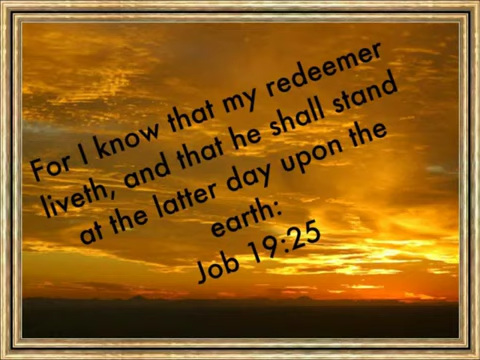 For I know that my redeemer
liveth, and that he shall stand
at the latter day upon the
earth:
Job 19:25